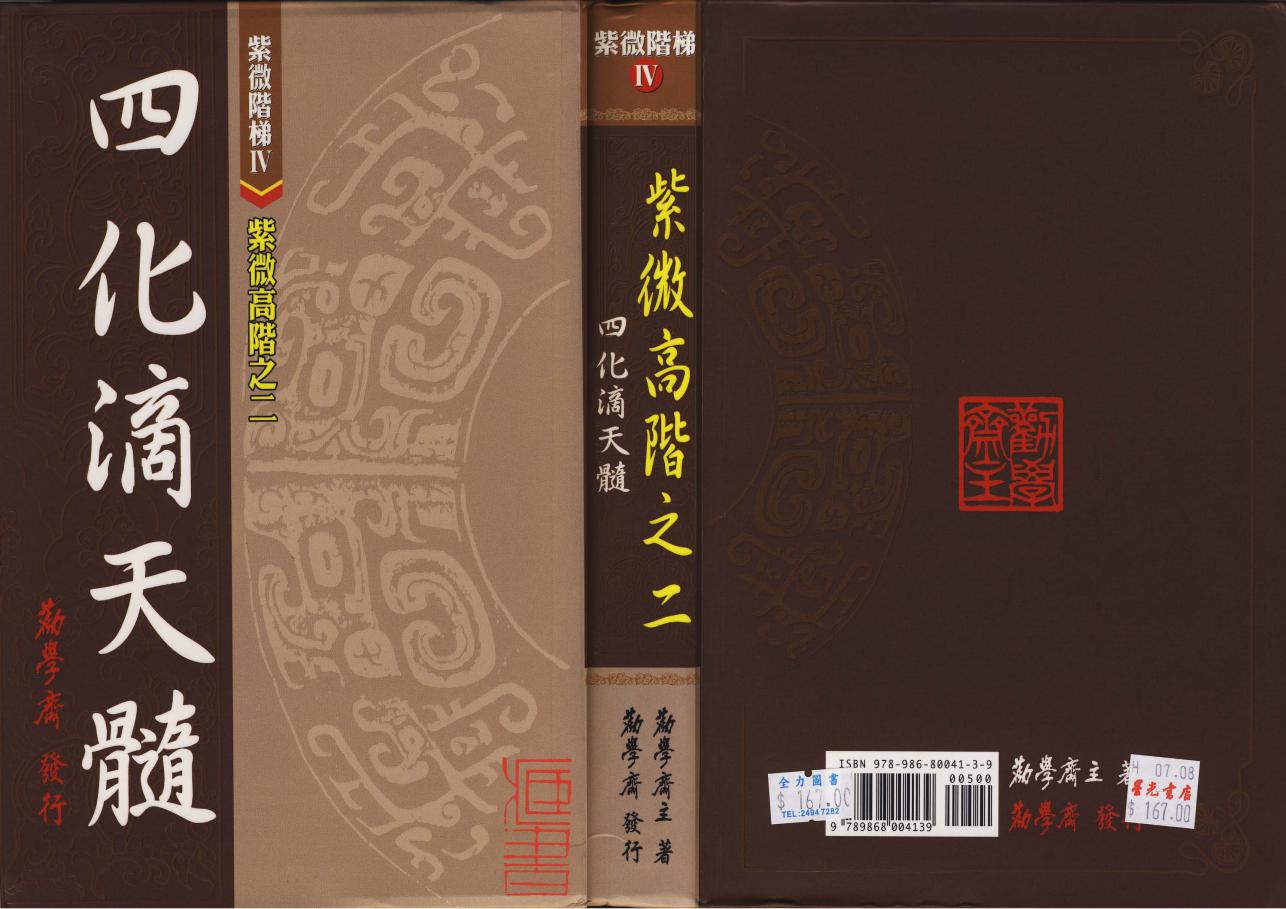 四化滴天髓
紫微階梯Ⅳ
紫微高階之二
勸學齋 發行
紫微階梯
Ⅳ
紫微高階之二
四化滴天髓
勸學齋主 著
勸學齋 發行
勸學
齋主
ISBN 978-986-80041-3-9
00500
9 789868 004139
全力圖書
$ 167.00
TEL:2494 7282
勸學齋主 著
勸學齋 發行
07.08
星光書店
$ 167.00